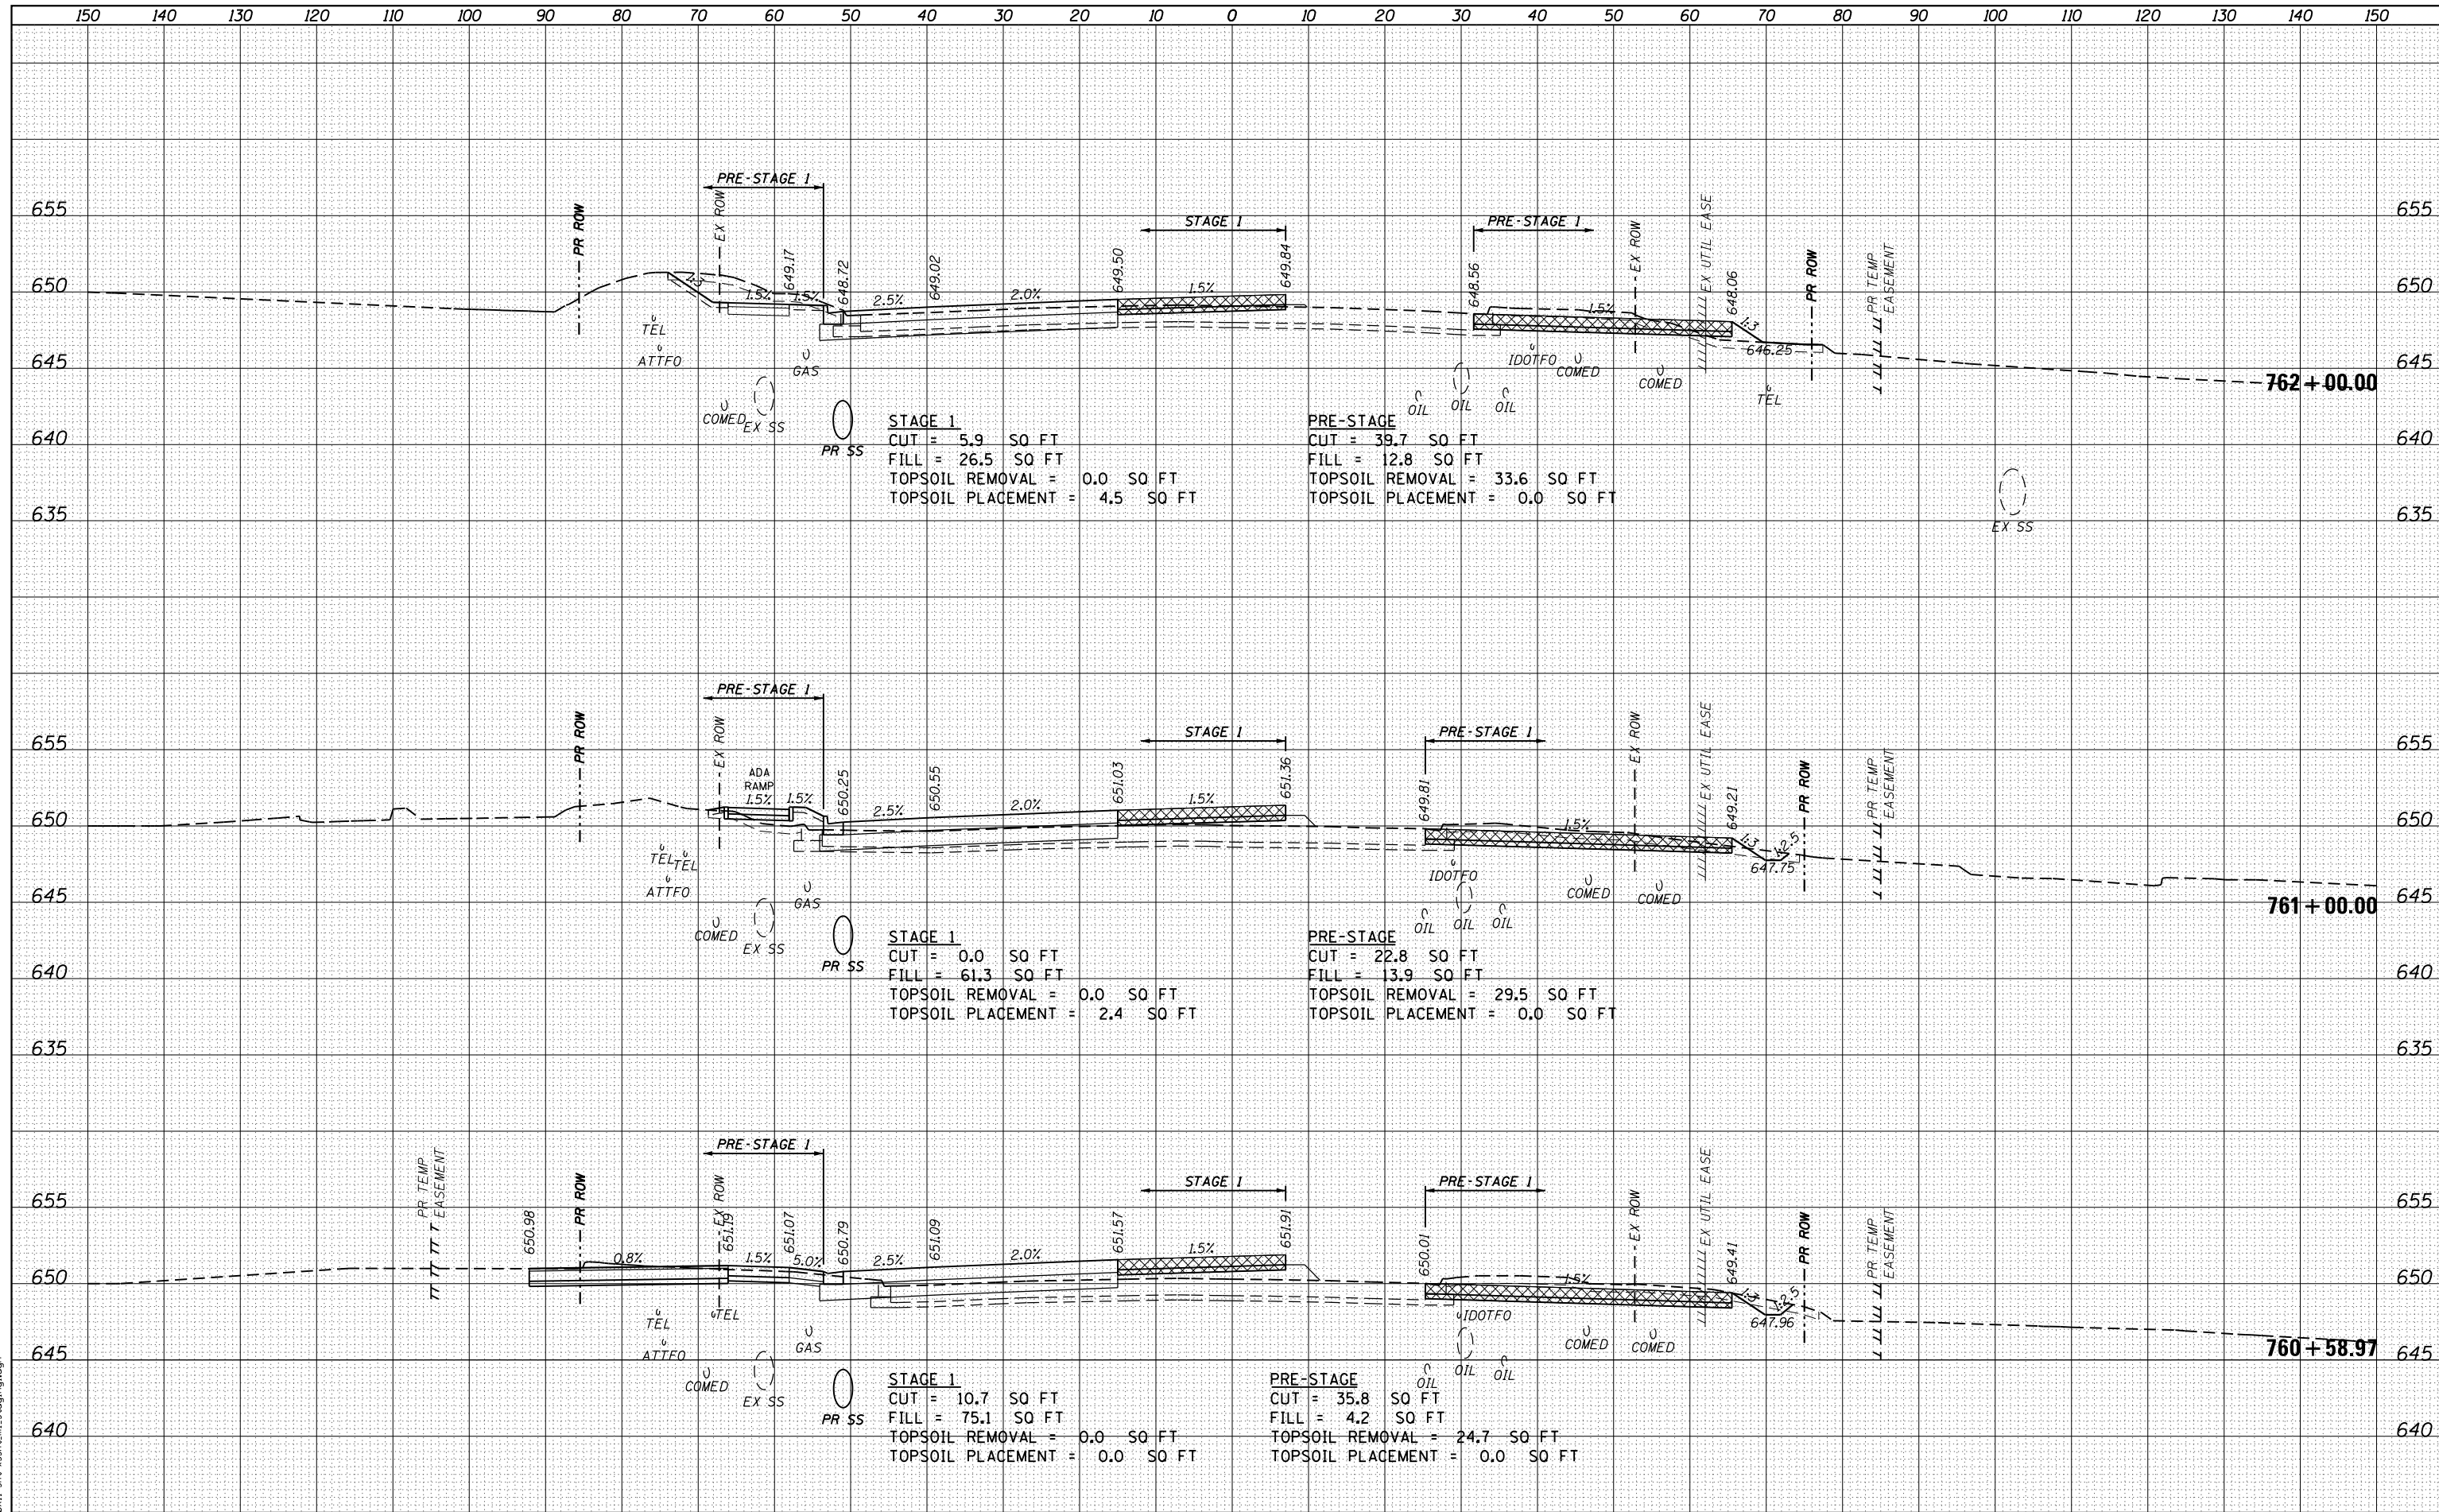 150 140 130 120 110 100 90 80 70 60 50 40 30 20 10 0 10 20 30 40 50 60 70 80 90 100 110 120 130 140 150
PRE-STAGE 1
PR ROW
EX ROW
649.17
648.72
649.02
649.50
STAGE 1
649.84
648.56
PRE-STAGE 1
EX ROW
EX UTIL EASE
648.06
PR ROW
PR TEMP
EASEMENT
655 655
650 650
1:3
1.5%
1.5%
2.5%
2.0%
1.5%
1.5%
1:3
646.25
645 645
TEL
ATTFO
GAS
COMED
EX SS
PR SS
OIL
OIL
OIL
IDOTFO
COMED
COMED
TEL
762+00.00
640 640
STAGE 1
CUT = 5.9 SQ FT
FILL = 26.5 SQ FT
TOPSOIL REMOVAL = 0.0 SQ FT
TOPSOIL PLACEMENT = 4.5 SQ FT
PRE-STAGE
CUT = 39.7 SQ FT
FILL = 12.8 SQ FT
TOPSOIL REMOVAL = 33.6 SQ FT
TOPSOIL PLACEMENT = 0.0 SQ FT
635 635
EX SS
PRE-STAGE 1
PR ROW
EX ROW
ADA
RAMP
650.25
650.55
651.03
STAGE 1
651.36
649.81
PRE-STAGE 1
EX ROW
EX UTIL EASE
649.21
PR ROW
PR TEMP
EASEMENT
655 655
650 650
1.5%
1.5%
2.5%
2.0%
1.5%
1.5%
1:3
1:2.5
647.75
645 645
TEL
TEL
ATTFO
GAS
COMED
EX SS
PR SS
IDOTFO
OIL
OIL
OIL
COMED
COMED
761+00.00
640 640
STAGE 1
CUT = 0.0 SQ FT
FILL = 61.3 SQ FT
TOPSOIL REMOVAL = 0.0 SQ FT
TOPSOIL PLACEMENT = 2.4 SQ FT
PRE-STAGE
CUT = 22.8 SQ FT
FILL = 13.9 SQ FT
TOPSOIL REMOVAL = 29.5 SQ FT
TOPSOIL PLACEMENT = 0.0 SQ FT
635 635
PR TEMP
EASEMENT
650.98
PR ROW
PRE-STAGE 1
EX ROW
651.19
651.07
650.79
651.09
651.57
STAGE 1
651.91
650.01
PRE-STAGE 1
EX ROW
EX UTIL EASE
649.41
PR ROW
PR TEMP
EASEMENT
655 655
650 650
0.8%
1.5%
5.0%
2.5%
2.0%
1.5%
1.5%
1:3
1:2.5
647.96
645 645
TEL
TEL
ATTFO
GAS
COMED
EX SS
PR SS
IDOTFO
OIL
OIL
OIL
COMED
COMED
760+58.97
640 640
STAGE 1
CUT = 10.7 SQ FT
FILL = 75.1 SQ FT
TOPSOIL REMOVAL = 0.0 SQ FT
TOPSOIL PLACEMENT = 0.0 SQ FT
PRE-STAGE
CUT = 35.8 SQ FT
FILL = 4.2 SQ FT
TOPSOIL REMOVAL = 24.7 SQ FT
TOPSOIL PLACEMENT = 0.0 SQ FT